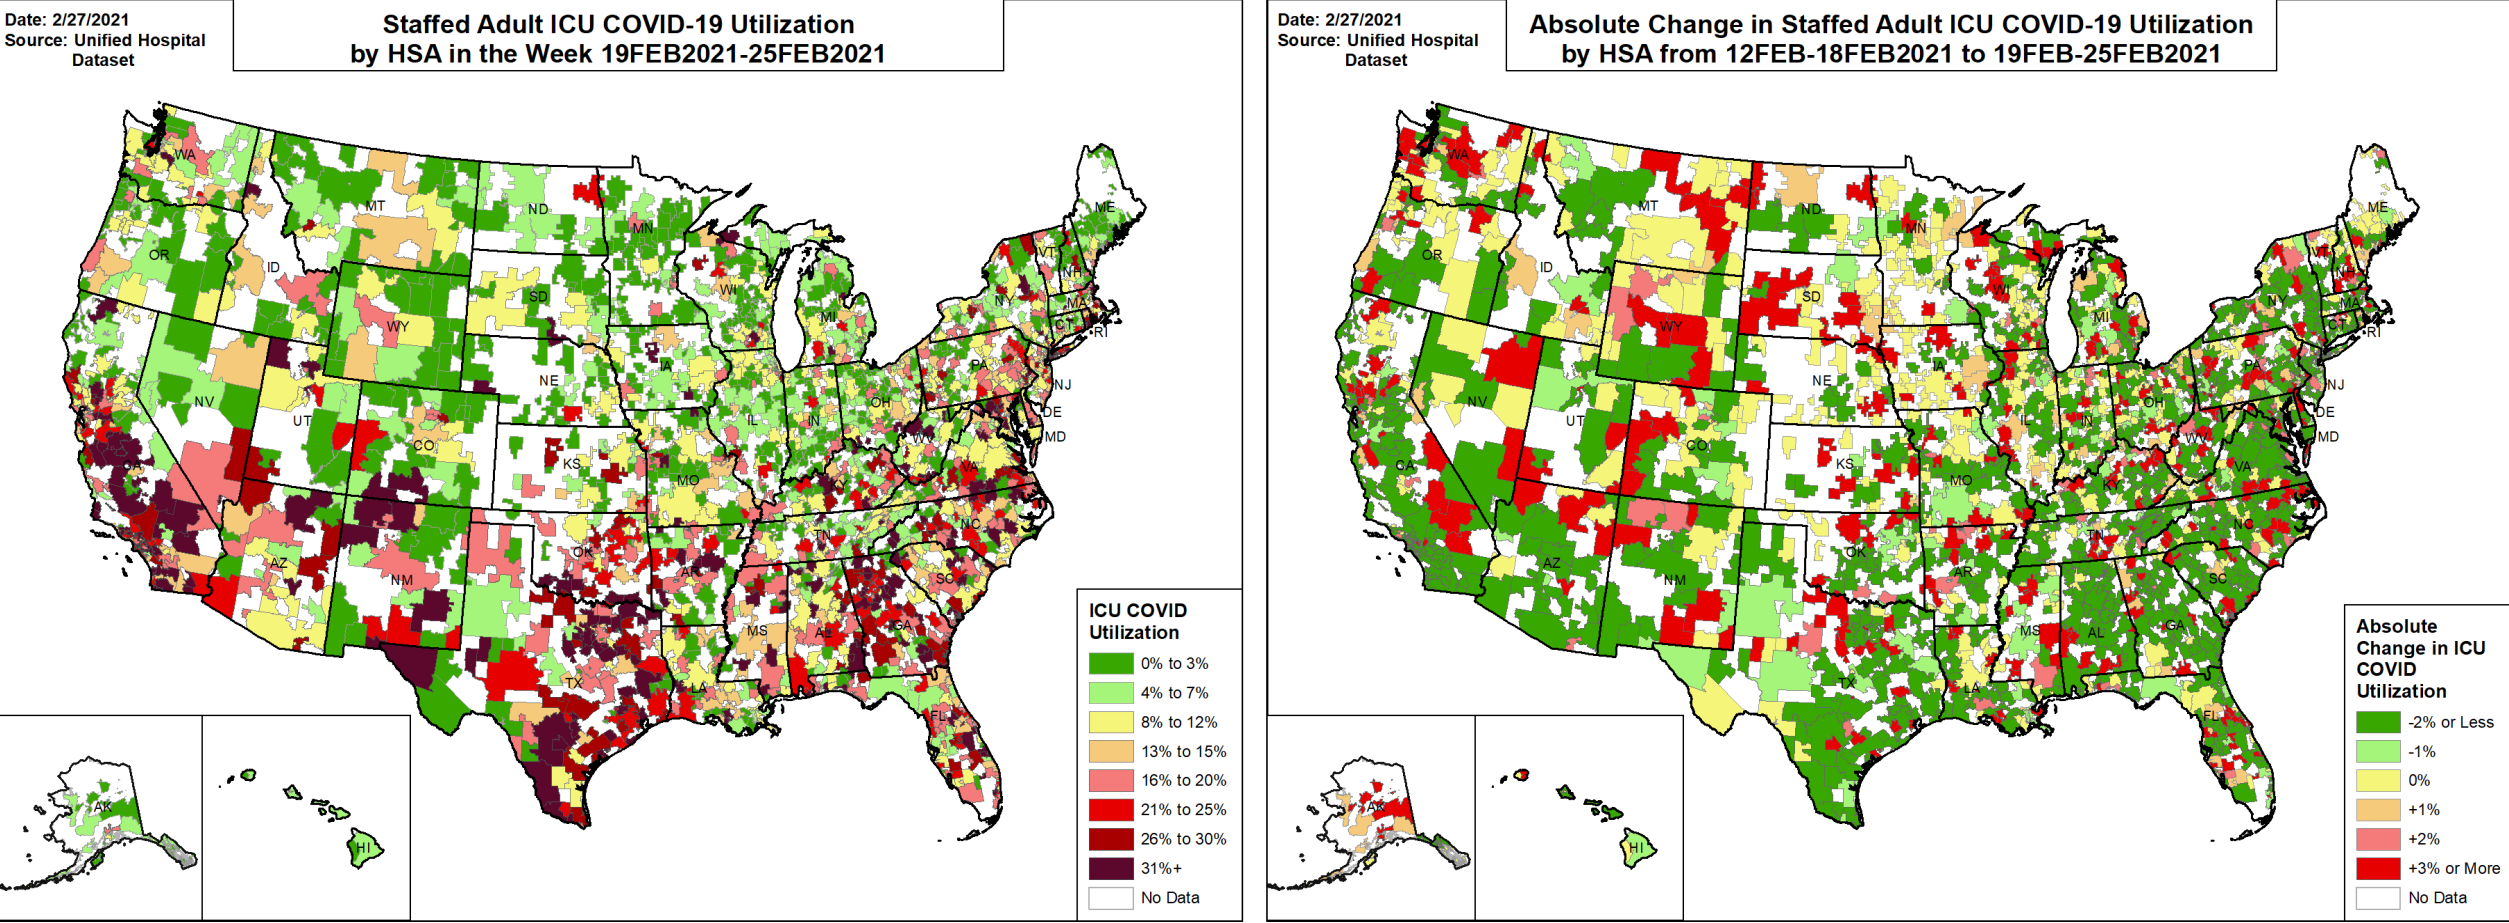 Date: 2/27/2021
Source: Unified Hospital
Dataset
Staffed Adult ICU COVID-19 Utilization
by HSA in the Week 19FEB2021-25FEB2021
WA
MT
ND
MN
ME
OR
ID
SD
WI
VT
NH
NY
MA
CT
RI
WY
MI
NE
IA
PA
NJ
NV
UT
CO
IL
IN
OH
DE
MD
WV
VA
CA
KS
MO
KY
AZ
NM
OK
AR
TN
NC
SC
MS
AL
GA
TX
LA
FL
AK
HI
ICU COVID
Utilization
0% to 3%
4% to 7%
8% to 12%
13% to 15%
16% to 20%
21% to 25%
26% to 30%
31%+
No Data
Date: 2/27/2021
Source: Unified Hospital
Dataset
Absolute Change in Staffed Adult ICU COVID-19 Utilization
by HSA from 12FEB-18FEB2021 to 19FEB-25FEB2021
WA
MT
ND
MN
ME
OR
ID
SD
WI
VT
NH
NY
MA
CT
RI
WY
MI
NE
IA
PA
NJ
NV
UT
CO
IL
IN
OH
DE
MD
WV
VA
CA
KS
MO
KY
AZ
NM
OK
AR
TN
NC
SC
MS
AL
GA
TX
LA
FL
AK
HI
Absolute
Change in ICU
COVID
Utilization
-2% or Less
-1%
0%
+1%
+2%
+3% or More
No Data